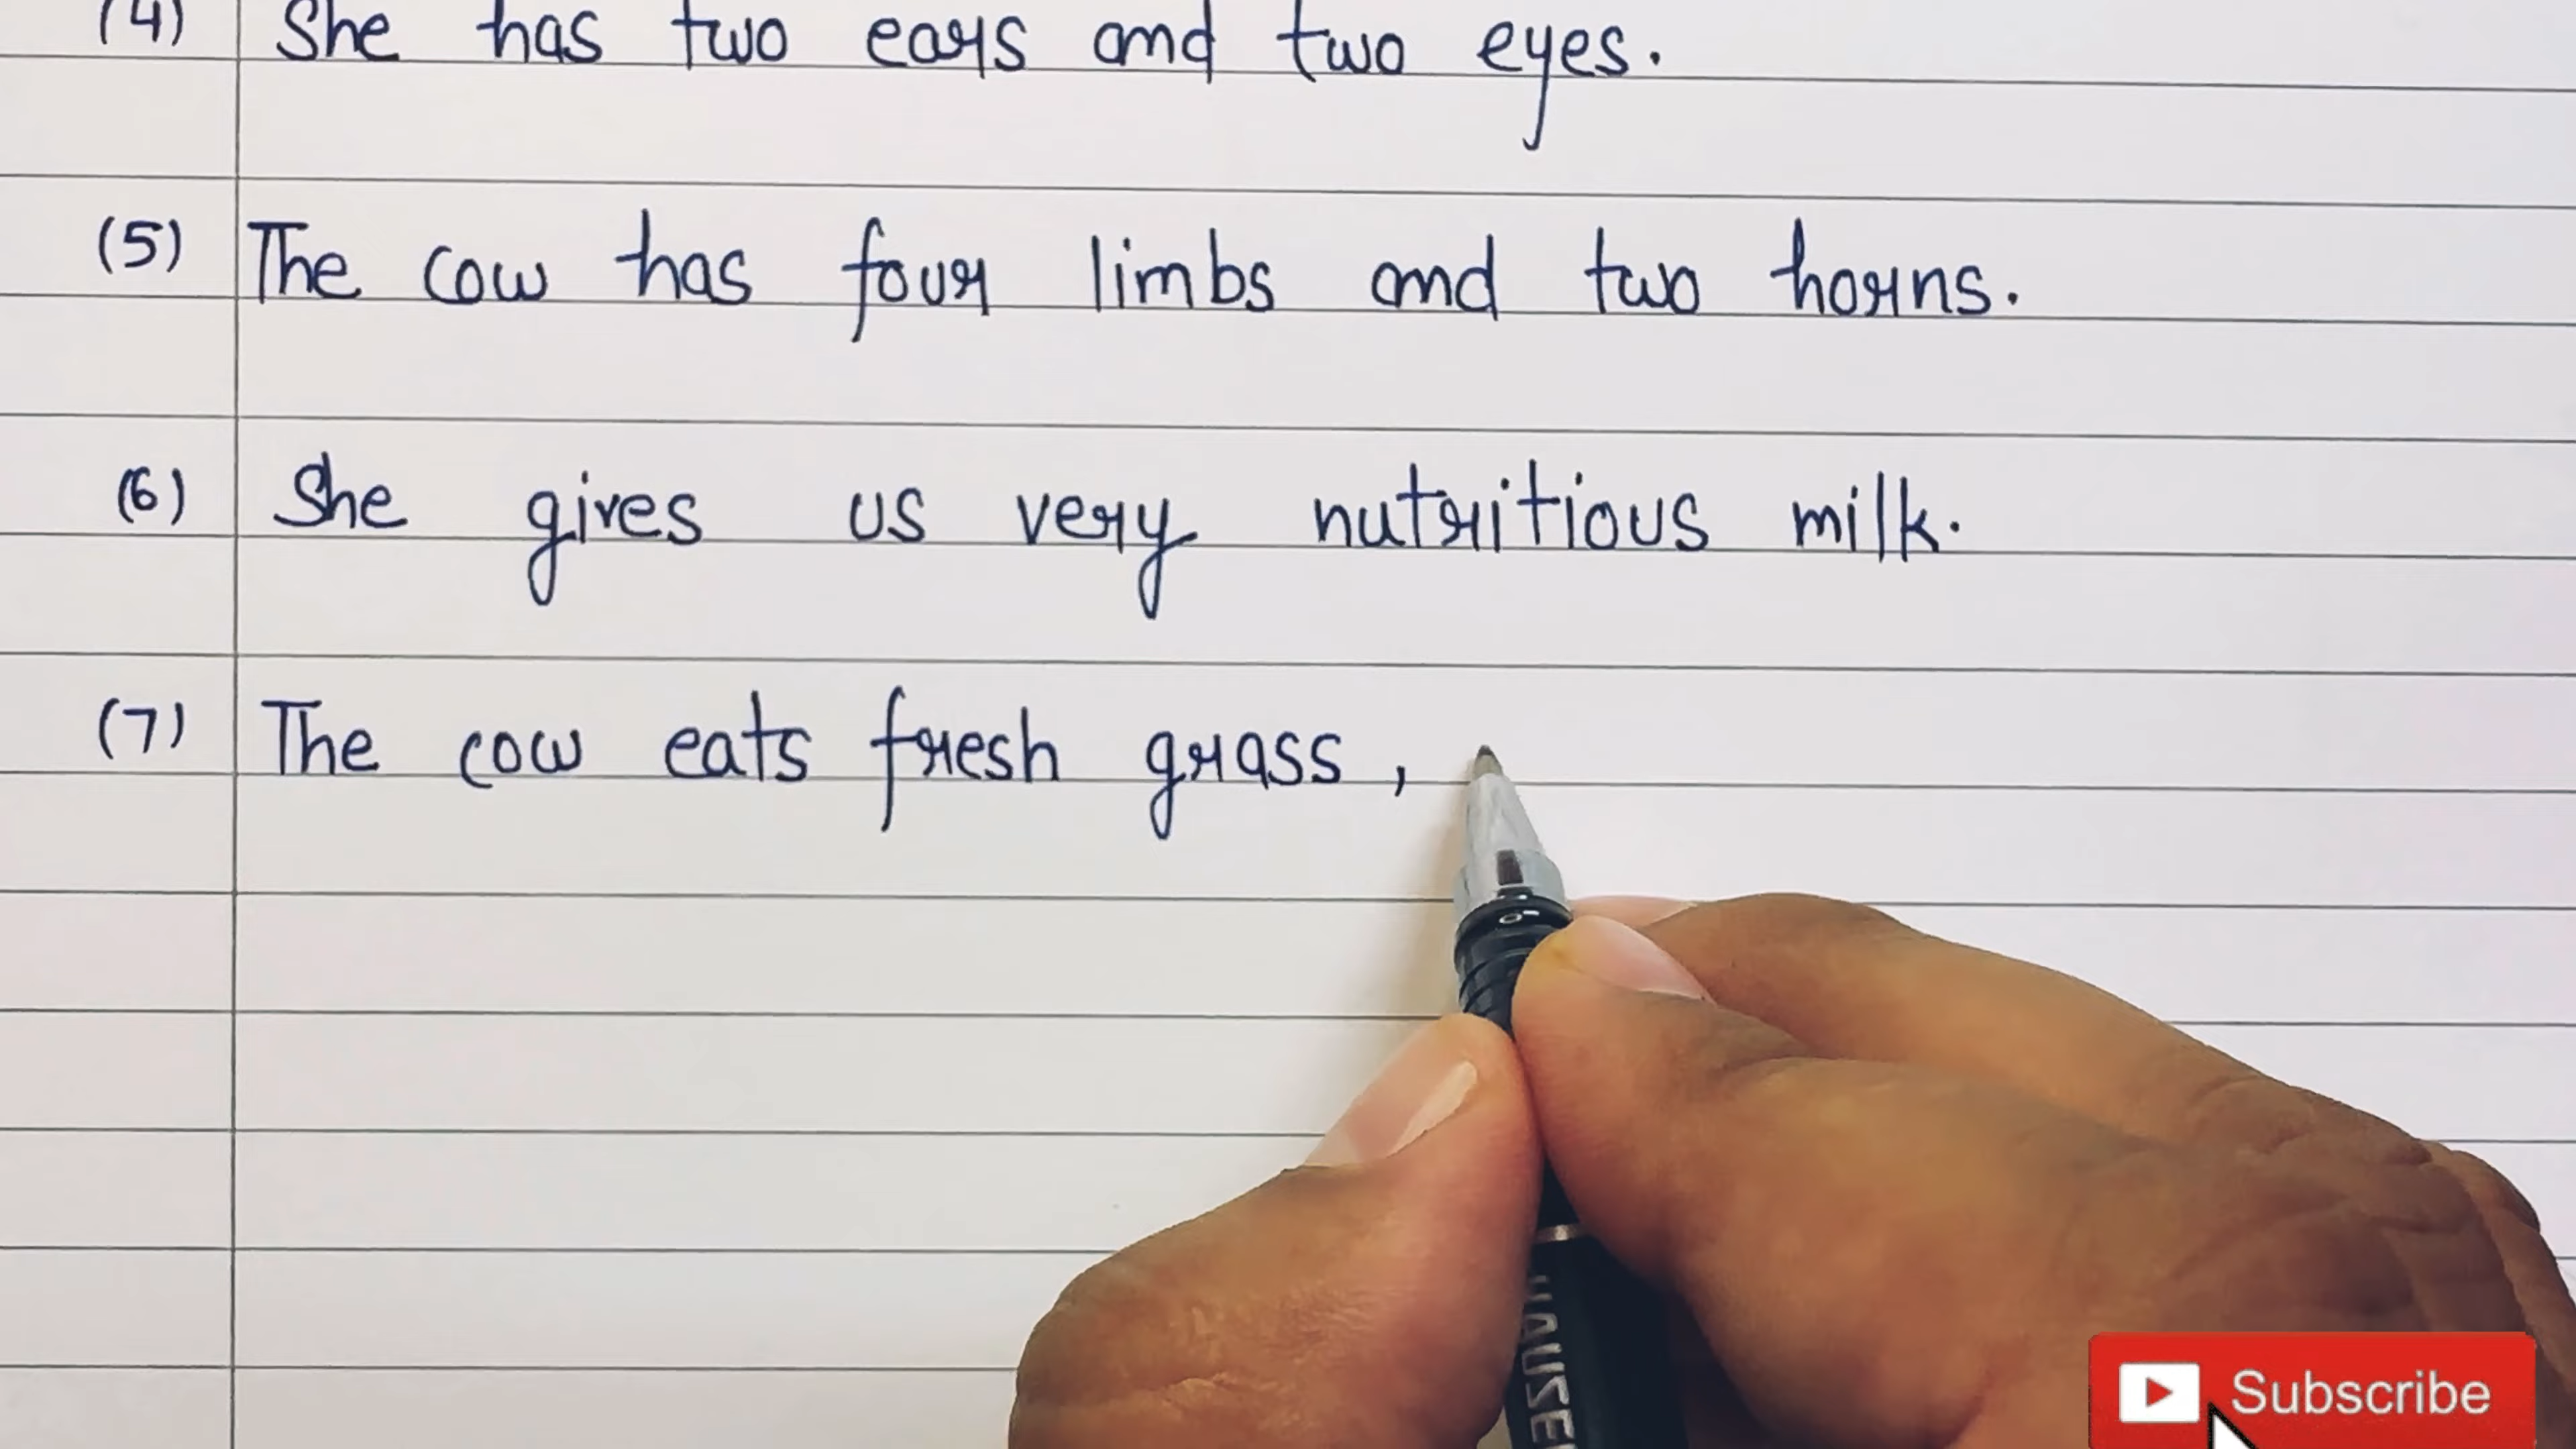 (4) She has two ears and two eyes.
(5) The cow has four limbs and two horns.
(6) She gives us very nutritious milk.
(7) The cow eats fresh grass,
Subscribe